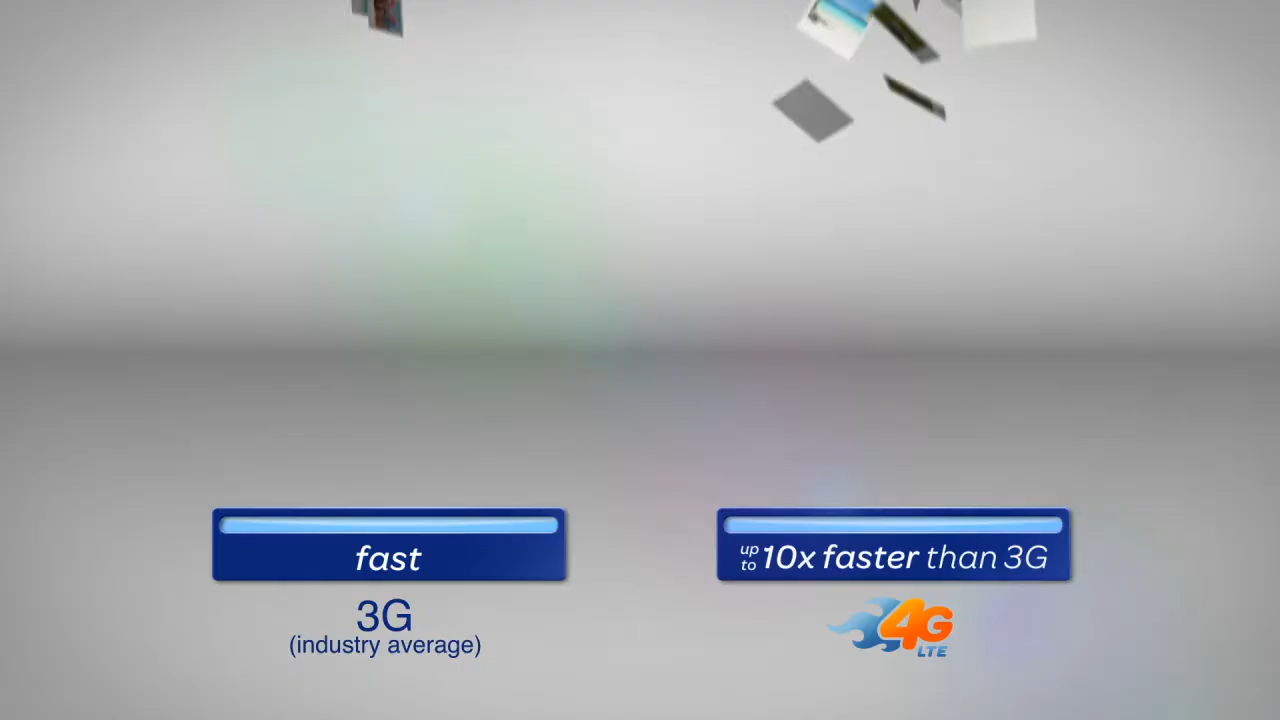 fast
up to 10x faster than 3G
3G
(industry average)
4G
LTE